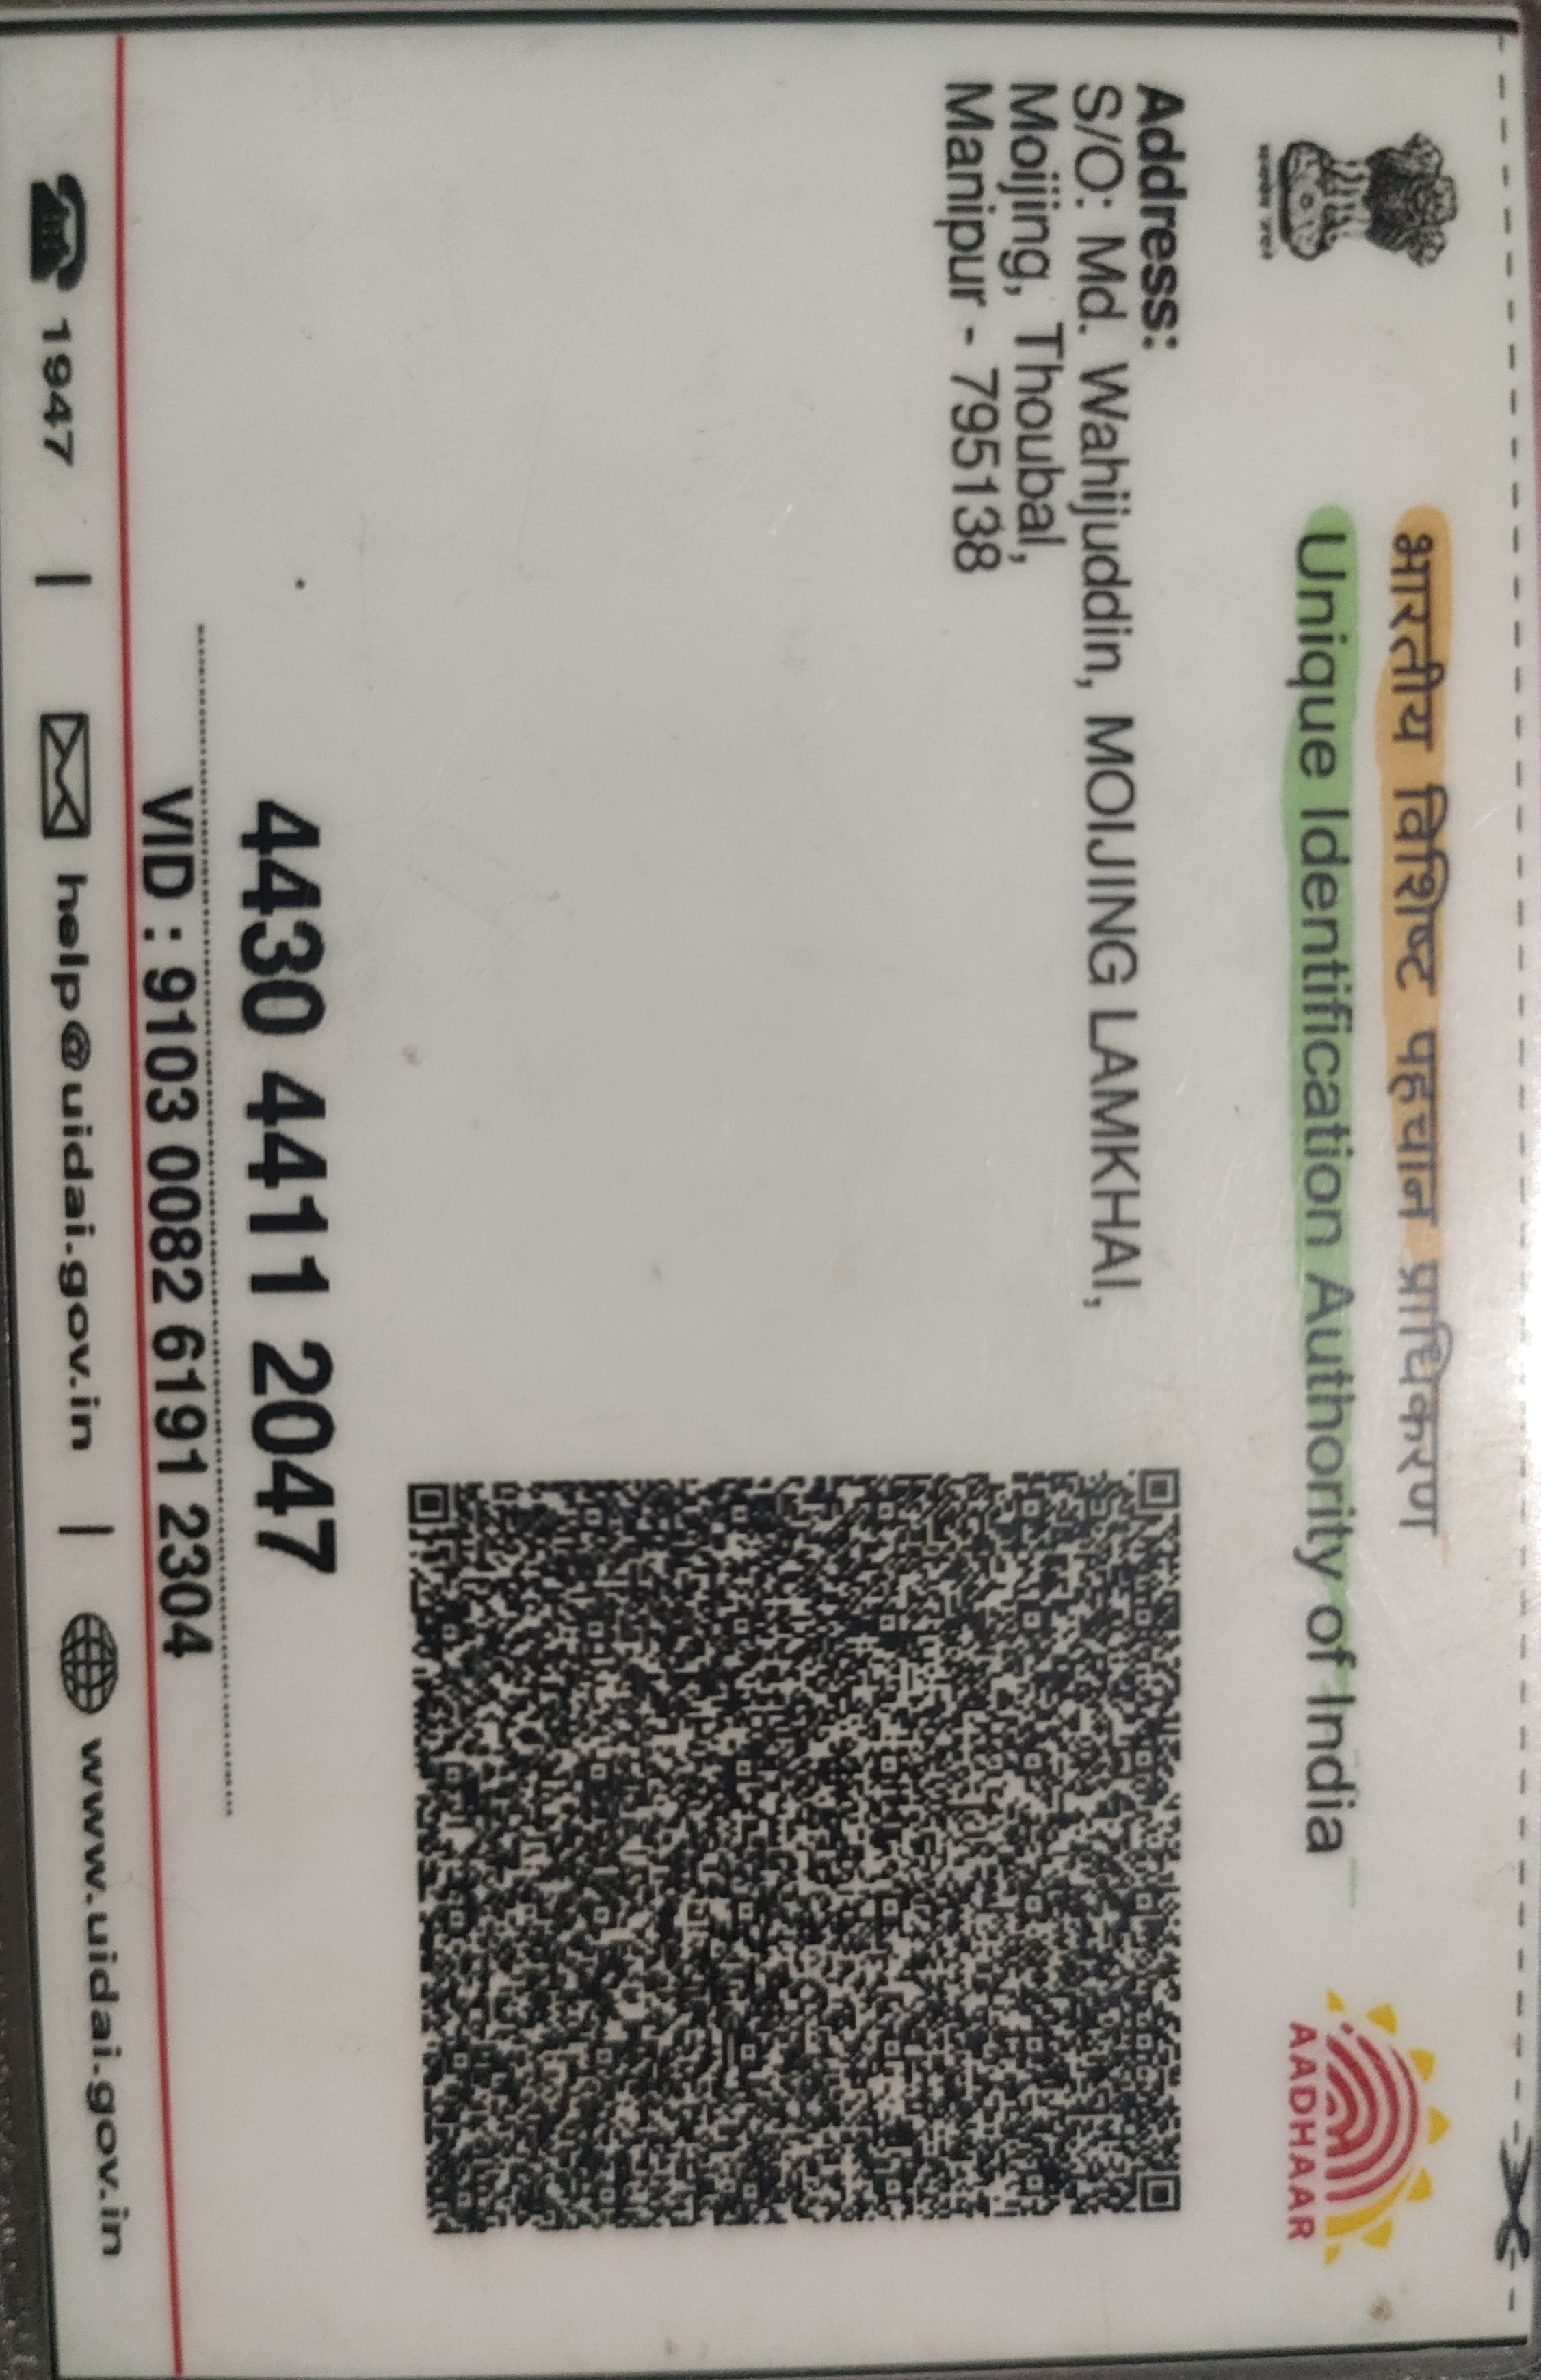 भारतीय विशिष्ट पहचान प्राधिकरण
Unique Identification Authority of India
AADHAAR
Address:
S/O: Md. Wahijuddin, MOIJING LAMKHAI,
Moijing, Thoubal,
Manipur - 795138
4430 4411 2047
VID : 9103 0082 6191 2304
1947 | help@uidai.gov.in | www.uidai.gov.in